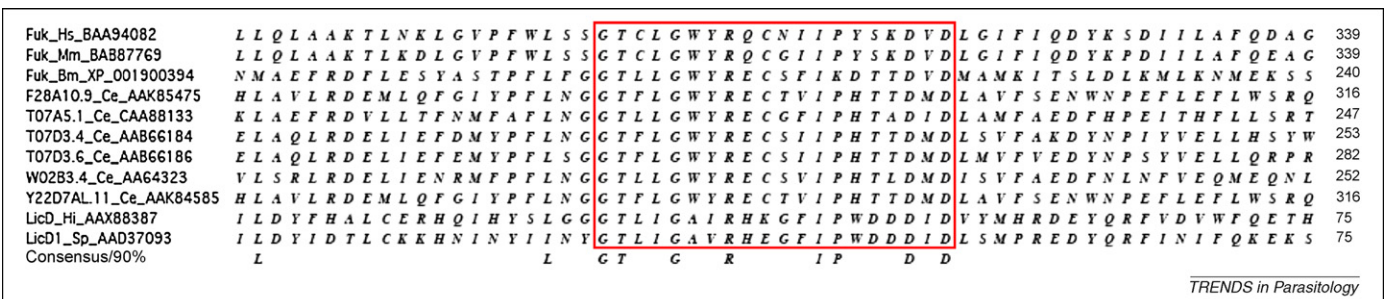 Fuk_Hs_BAA94082 L L Q L A A K T L N K L G V P F W L S S G T C L G W Y R Q C N I I P Y S K D V D L G I F I Q D Y K S D I I L A F Q D A G 339
Fuk_Mm_BAB87769 L L Q L A A K T L K D L G V P F W L S S G T C L G W Y R Q C G I I P Y S K D V D L G I F I Q D Y K P D I I L A F Q E A G 339
Fuk_Bm_XP_001900394 N M A E F R D F L E S Y A S T P F L F G G T L L G W Y R E C S F I K D T T D V D M A M K I T S L D L K M L K N M E K S S 240
F28A10.9_Ce_AAK85475 H L A V L R D E M L Q F G I Y P F L N G G T F L G W Y R E C T V I P H T T D M D L A V F S E N W N P E F L E F L W S R Q 316
T07A5.1_Ce_CAA88133 K L A E F R D V L L T F N M F A F L N G G T L L G W Y R E C G F I P H T A D I D L A M F A E D F H P E I T H F L L S R T 247
T07D3.4_Ce_AAB66184 E L A Q L R D E L I E F D M Y P F L N G G T F L G W Y R E C S I I P H T T D M D L S V F A K D Y N P I Y V E L L H S Y W 253
T07D3.6_Ce_AAB66186 E L A Q L R D E L I E F E M Y P F L S G G T F L G W Y R E C S I I P H T T D M D L M V F V E D Y N P S Y V E L L Q R P R 282
W02B3.4_Ce_AA64323 V L S R L R D E L I E N R M F P F L N G G T L L G W Y R E C S V I P H T L D M D I S V F A E D F N L N F V E Q M E Q N L 252
Y22D7AL.11_Ce_AAK84585 H L A V L R D E M L Q F G I Y P F L N G G T F L G W Y R E C T V I P H T T D M D L A V F S E N W N P E F L E F L W S R Q 316
LicD_Hi_AAX88387 I L D Y F H A L C E R H Q I H Y S L G G G T L I G A I R H K G F I P W D D D I D V Y M H R D E Y Q R F V D V W F Q E T H 75
LicD1_Sp_AAD37093 I L D Y I D T L C K K H N I N Y I I N Y G T L I G A V R H E G F I P W D D D I D L S M P R E D Y Q R F I N I F Q K E K S 75
Consensus/90% L L G T G R I P D D
TRENDS in Parasitology